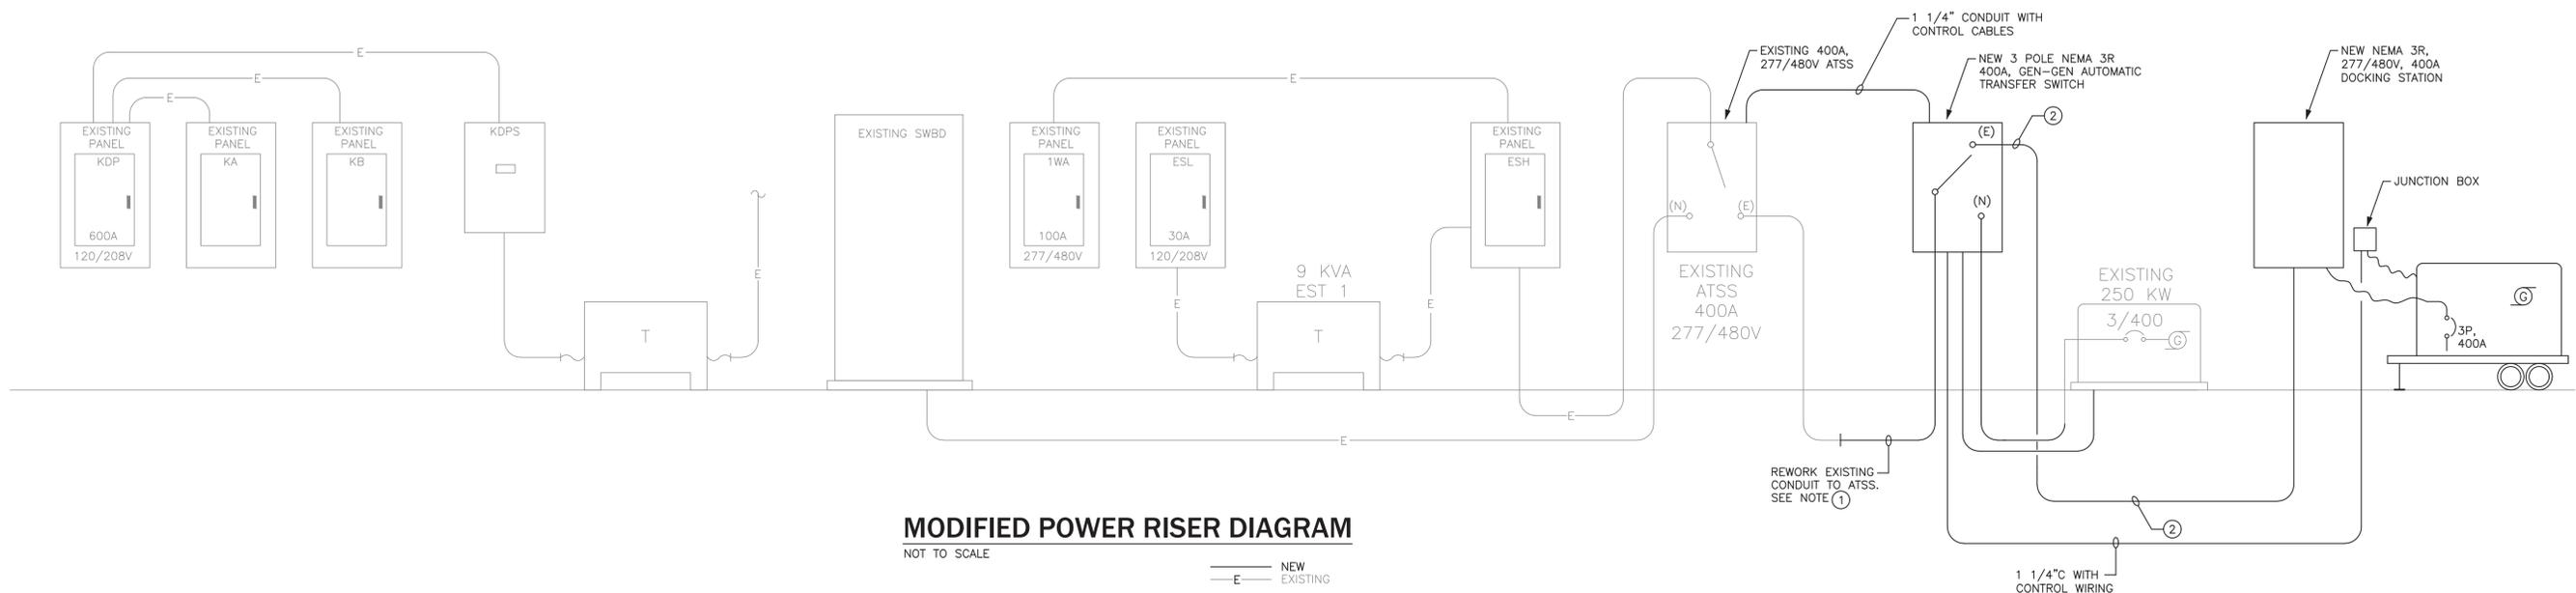 E
E
E
EXISTING
PANEL
KDP
600A
120/208V
EXISTING
PANEL
KA
EXISTING
PANEL
KB
KDPS
T
E
EXISTING SWBD
E
EXISTING
PANEL
1WA
100A
277/480V
EXISTING
PANEL
ESL
30A
120/208V
E
9 KVA
EST 1
T
E
EXISTING
PANEL
ESH
E
E
EXISTING 400A,
277/480V ATSS
(N)
(E)
EXISTING
ATSS
400A
277/480V
1 1/4" CONDUIT WITH
CONTROL CABLES
NEW 3 POLE NEMA 3R
400A, GEN-GEN AUTOMATIC
TRANSFER SWITCH
(E)
(N)
2
EXISTING
250 KW
3/400
G
NEW NEMA 3R,
277/480V, 400A
DOCKING STATION
JUNCTION BOX
G
3P,
400A
REWORK EXISTING
CONDUIT TO ATSS.
SEE NOTE 1
2
1 1/4"C WITH
CONTROL WIRING
MODIFIED POWER RISER DIAGRAM
NOT TO SCALE
NEW
E EXISTING